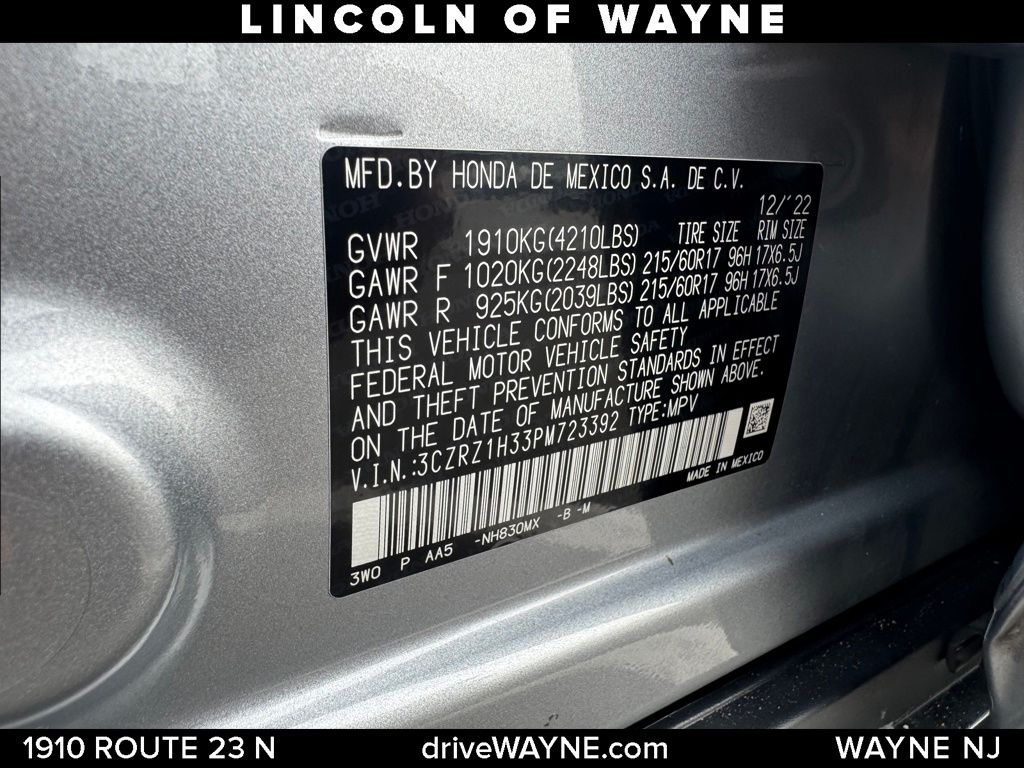 LINCOLN OF WAYNE
MFD.BY HONDA DE MEXICO S.A. DE C.V.
12/'22
GVWR 1910KG(4210LBS) TIRE SIZE RIM SIZE
GAWR F 1020KG(2248LBS) 215/60R17 96H 17X6.5J
GAWR R 925KG(2039LBS) 215/60R17 96H 17X6.5J
THIS VEHICLE CONFORMS TO ALL APPLICABLE
FEDERAL MOTOR VEHICLE SAFETY
AND THEFT PREVENTION STANDARDS IN EFFECT
ON THE DATE OF MANUFACTURE SHOWN ABOVE.
V.I.N.:3CZRZ1H33PM723392 TYPE:MPV
MADE IN MEXICO
3W0 P AA5 -NH830MX -B -M
1910 ROUTE 23 N driveWAYNE.com WAYNE NJ